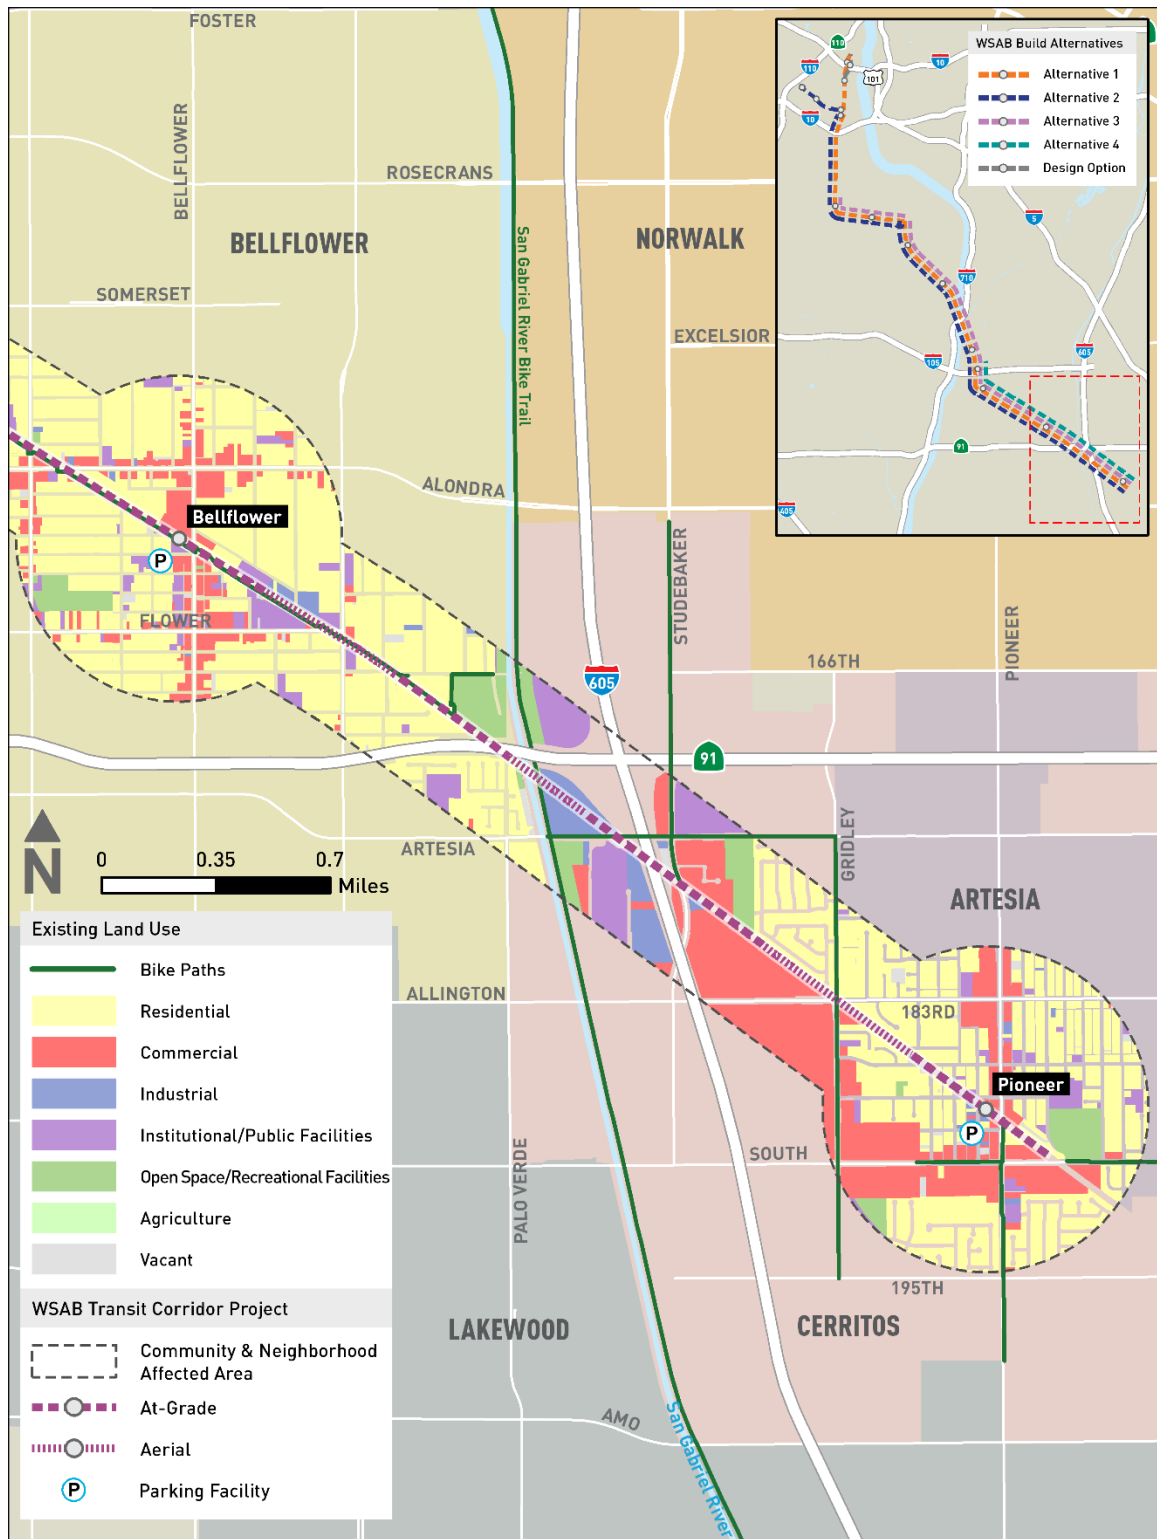 FOSTER
BELLFLOWER
ROSECRANS
BELLFLOWER
NORWALK
SOMERSET
EXCELSIOR
San Gabriel River Bike Trail
ALONDRA
Bellflower
P
FLOWER
STUDEBAKER
166TH
PIONEER
605
91
GRIDLEY
ARTESIA
ARTESIA
ALLINGTON
183RD
Pioneer
P
SOUTH
PALO VERDE
195TH
LAKEWOOD
CERRITOS
AMO
San Gabriel River
N
0 0.35 0.7
Miles
WSAB Build Alternatives
Alternative 1
Alternative 2
Alternative 3
Alternative 4
Design Option
110
110
10
101
10
5
710
105
605
91
405
Existing Land Use
Bike Paths
Residential
Commercial
Industrial
Institutional/Public Facilities
Open Space/Recreational Facilities
Agriculture
Vacant
WSAB Transit Corridor Project
Community & Neighborhood
Affected Area
At-Grade
Aerial
P Parking Facility